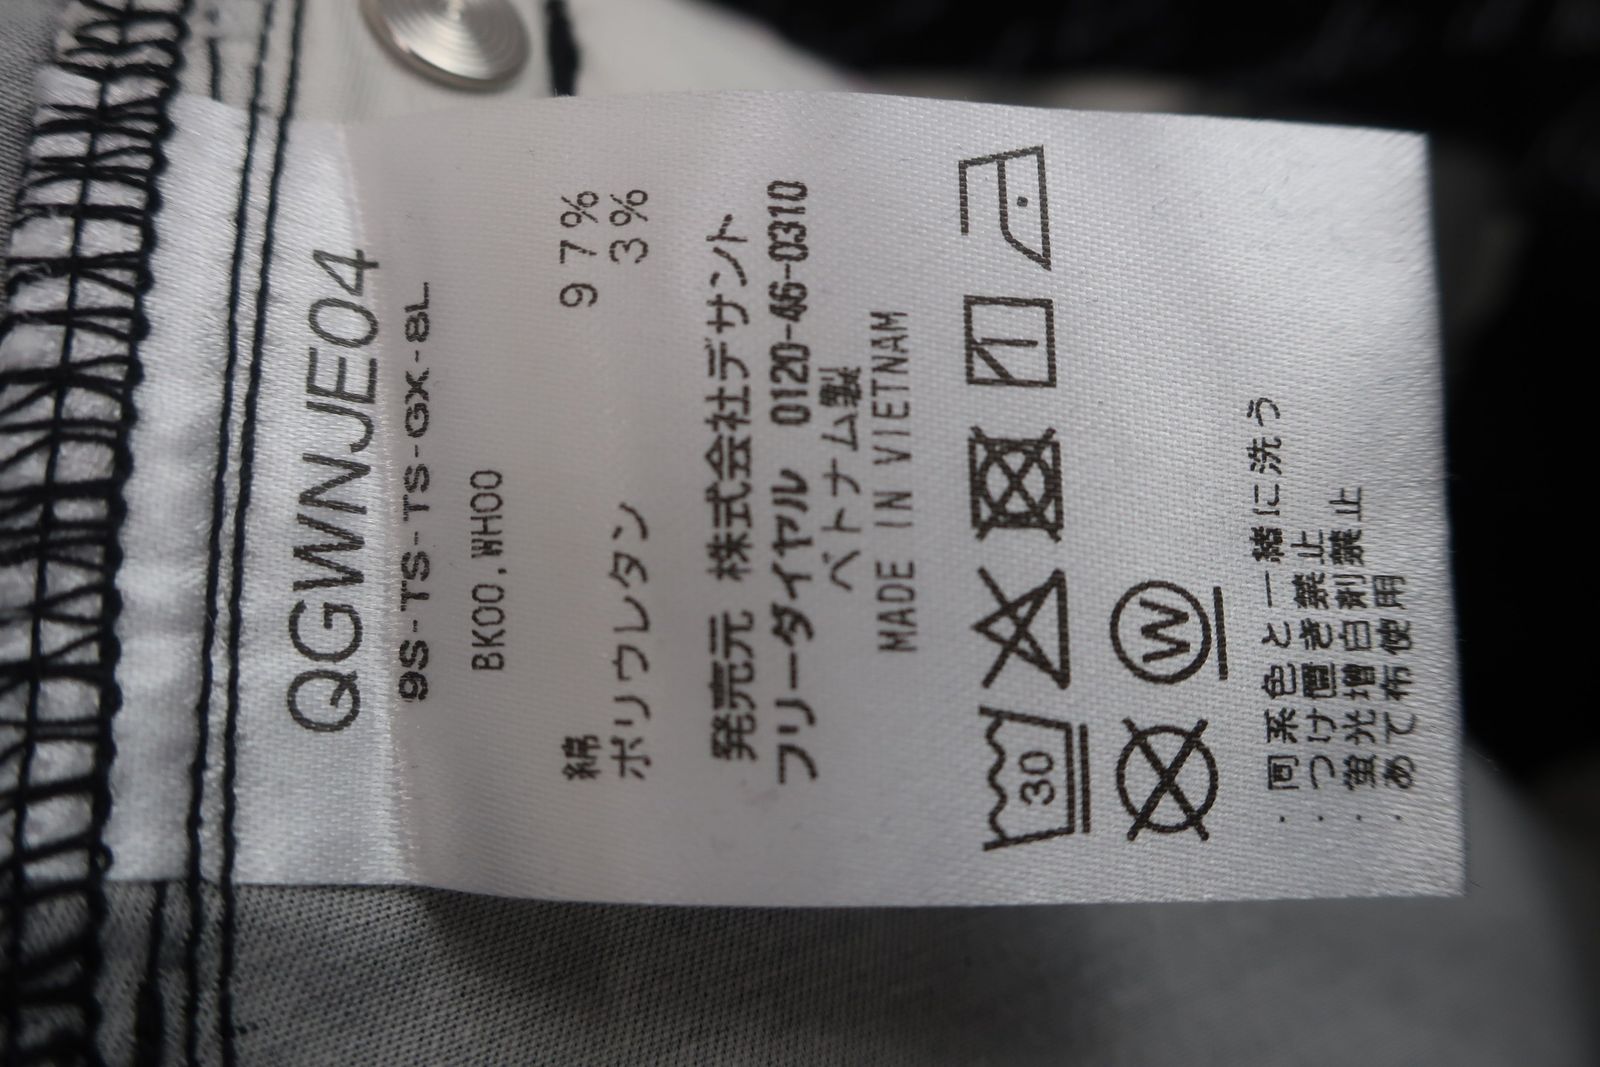 QGWNJE04
9S-TS-TS-GX-8L
BK00,WH00
綿 97%
ポリウレタン 3%
発売元 株式会社デサント
フリーダイヤル 0120-46-0310
ベトナム製
MADE IN VIETNAM
30
W
・同系色と一緒に洗う
・つけ置き禁止
・蛍光増白剤禁止
・あて布使用